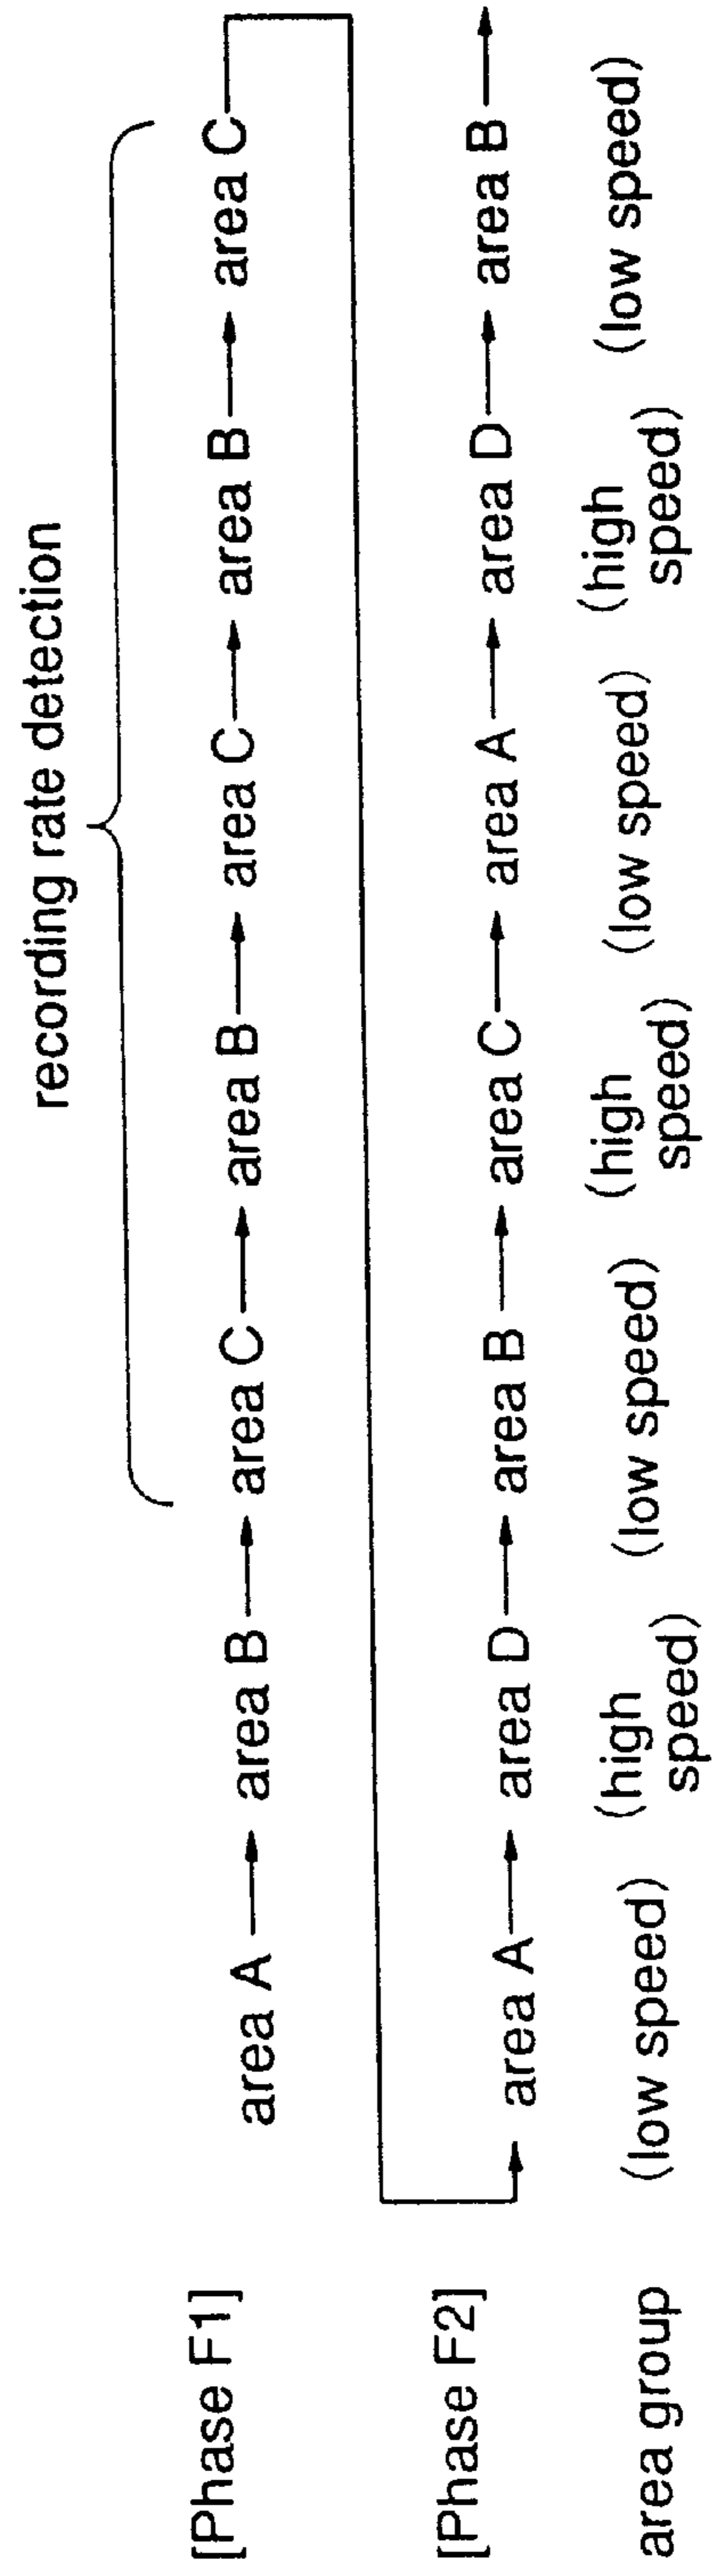 recording rate detection
[Phase F1] area A → area B → area C → area B → area C → area B → area C
[Phase F2] area A → area D → area B → area C → area A → area D → area B →
area group (low speed) (high speed) (low speed) (high speed) (low speed) (high speed) (low speed)